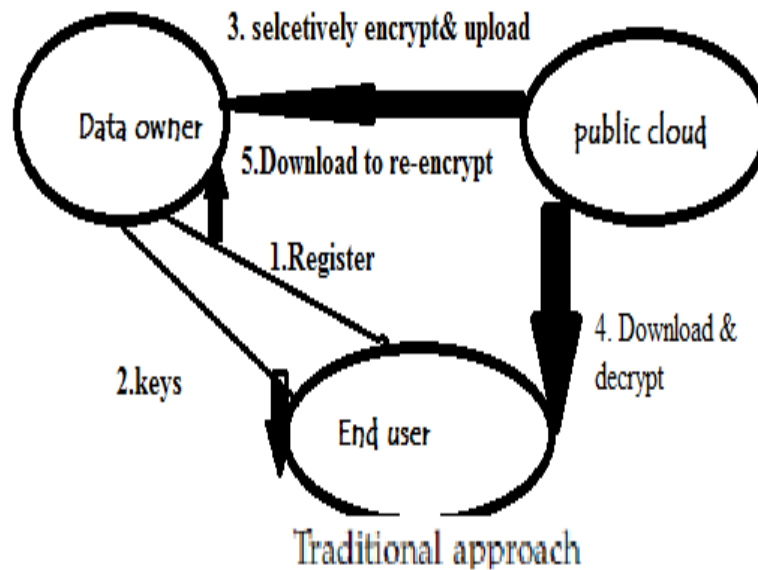 3. selcetively encrypt& upload
Data owner
public cloud
5.Download to re-encrypt
1.Register
4. Download &
decrypt
2.keys
End user
Traditional approach